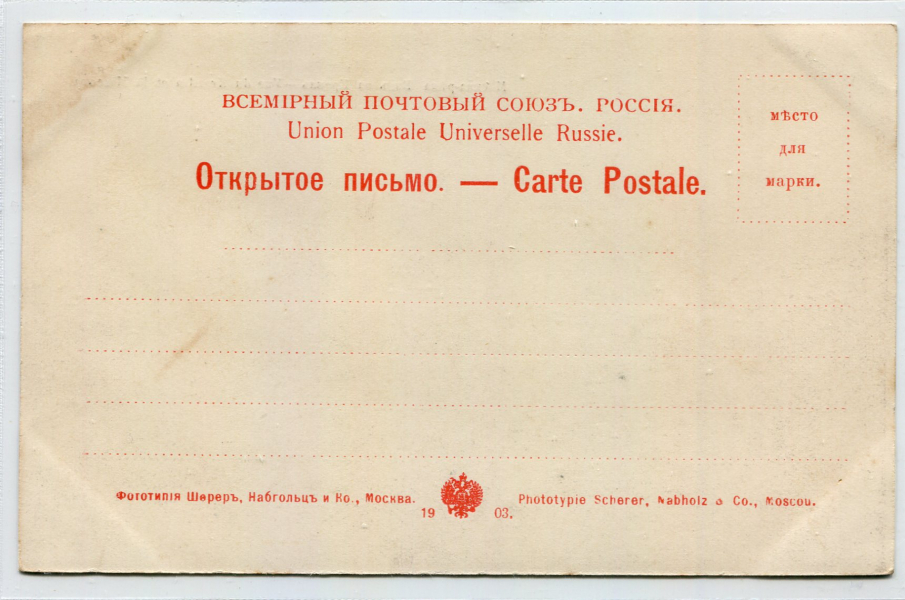 ВСЕМІРНЫЙ ПОЧТОВЫЙ СОЮЗЪ. РОССІЯ.
Union Postale Universelle Russie.
Открытое письмо. — Carte Postale.
мѣсто
для
марки.
Фототипія Шереръ, Набгольцъ и Ко., Москва.
Phototypie Scherer, Nabholz & Co., Moscou.
19 03.